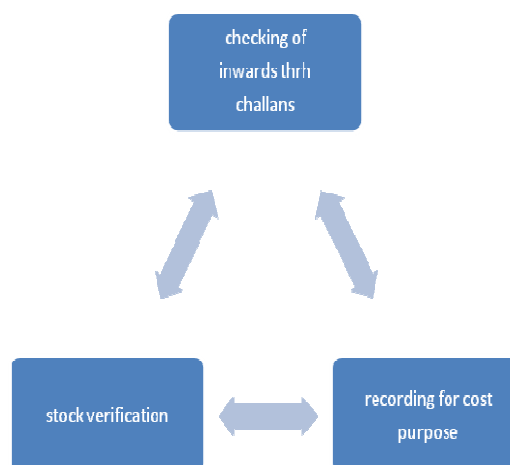 checking of
inwards thrh
challans
stock verification
recording for cost
purpose